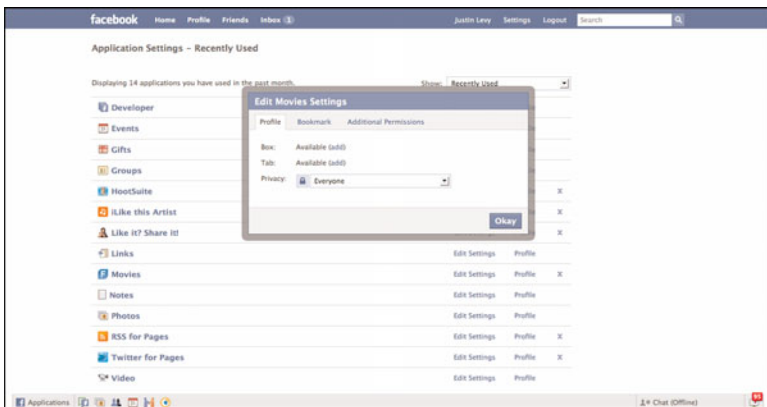 facebook Home Profile Friends Inbox 1 Justin Levy Settings Logout Search
Application Settings – Recently Used
Displaying 14 applications you have used in the past month. Show: Recently Used
Edit Movies Settings
Profile Bookmark Additional Permissions
Box: Available (add)
Tab: Available (add)
Privacy: Everyone
Okay
Developer
Events
Gifts
Groups
HootSuite x
iLike this Artist x
Like it? Share it! x
Links Edit Settings Profile
Movies Edit Settings Profile x
Notes Edit Settings Profile
Photos Edit Settings Profile
RSS for Pages Edit Settings Profile x
Twitter for Pages Edit Settings Profile x
Video Edit Settings Profile
Applications Chat (Offline) 95